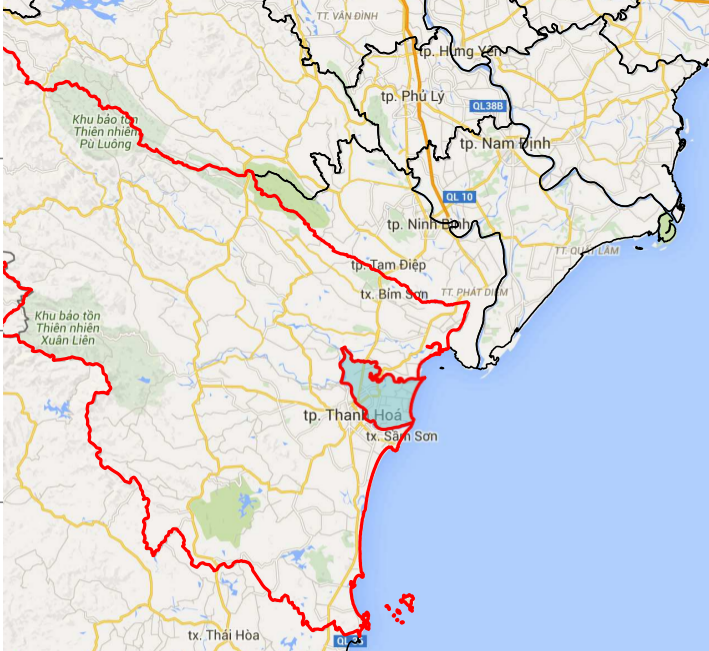 TT. VÂN ĐÌNH
tp. Hưng Yên
tp. Phủ Lý
QL38B
Khu bảo tồn
Thiên nhiên
Pù Luông
tp. Nam Định
QL 10
tp. Ninh Bình
TT. QUẤT LÂM
tp. Tam Điệp
tx. Bỉm Sơn
TT. PHÁT DIỆM
Khu bảo tồn
Thiên nhiên
Xuân Liên
tp. Thanh Hoá
tx. Sầm Sơn
tx. Thái Hòa